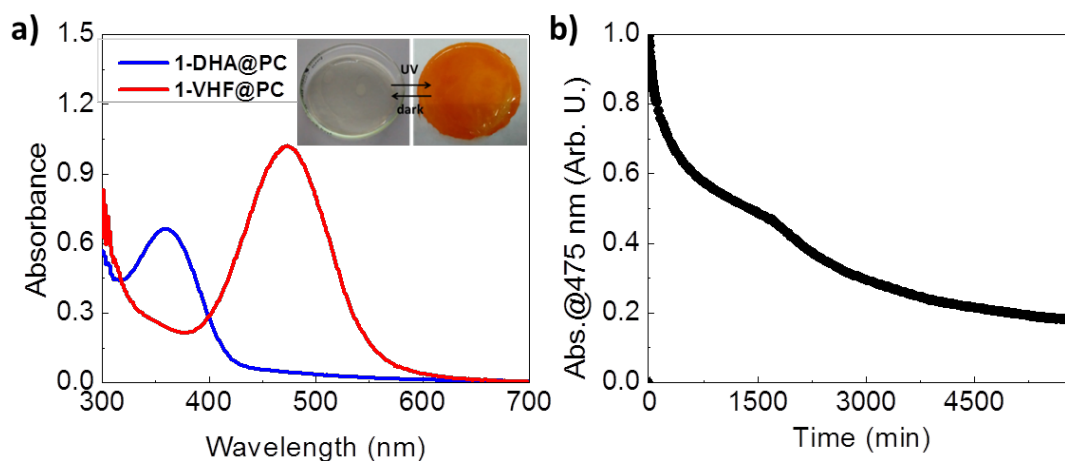 a)
1-DHA@PC
1-VHF@PC
UV
dark
1.5
1.2
0.9
0.6
0.3
0.0
Absorbance
300 400 500 600 700
Wavelength (nm)
b)
1.0
0.8
0.6
0.4
0.2
0.0
Abs.@475 nm (Arb. U.)
0 1500 3000 4500
Time (min)